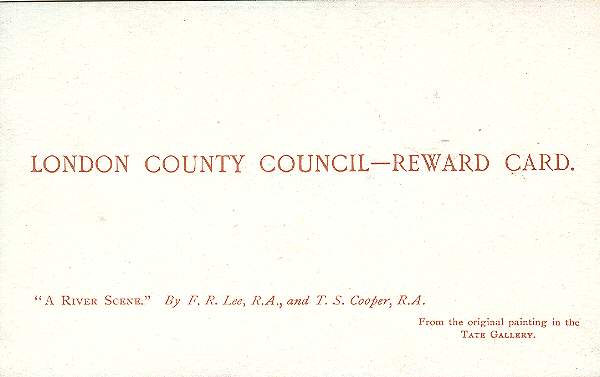 LONDON COUNTY COUNCIL—REWARD CARD.
"A RIVER SCENE." By F. R. Lee, R.A., and T. S. Cooper, R.A.
From the original painting in the
TATE GALLERY.